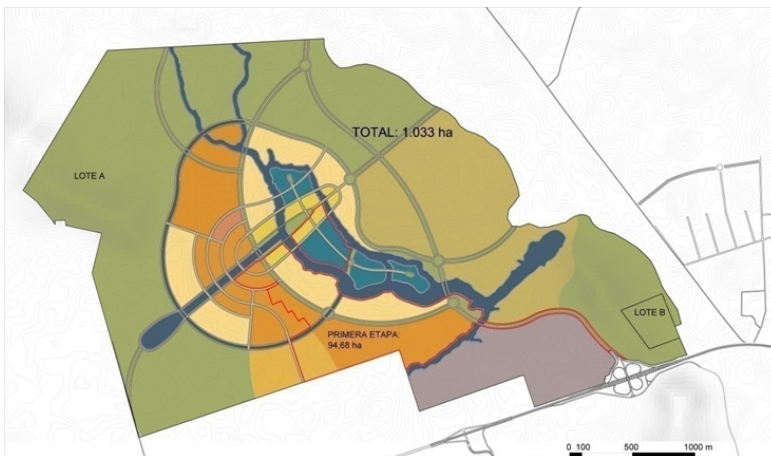 TOTAL: 1.033 ha
LOTE A
LOTE B
PRIMERA ETAPA:
94,68 ha
0 100 500 1000 m